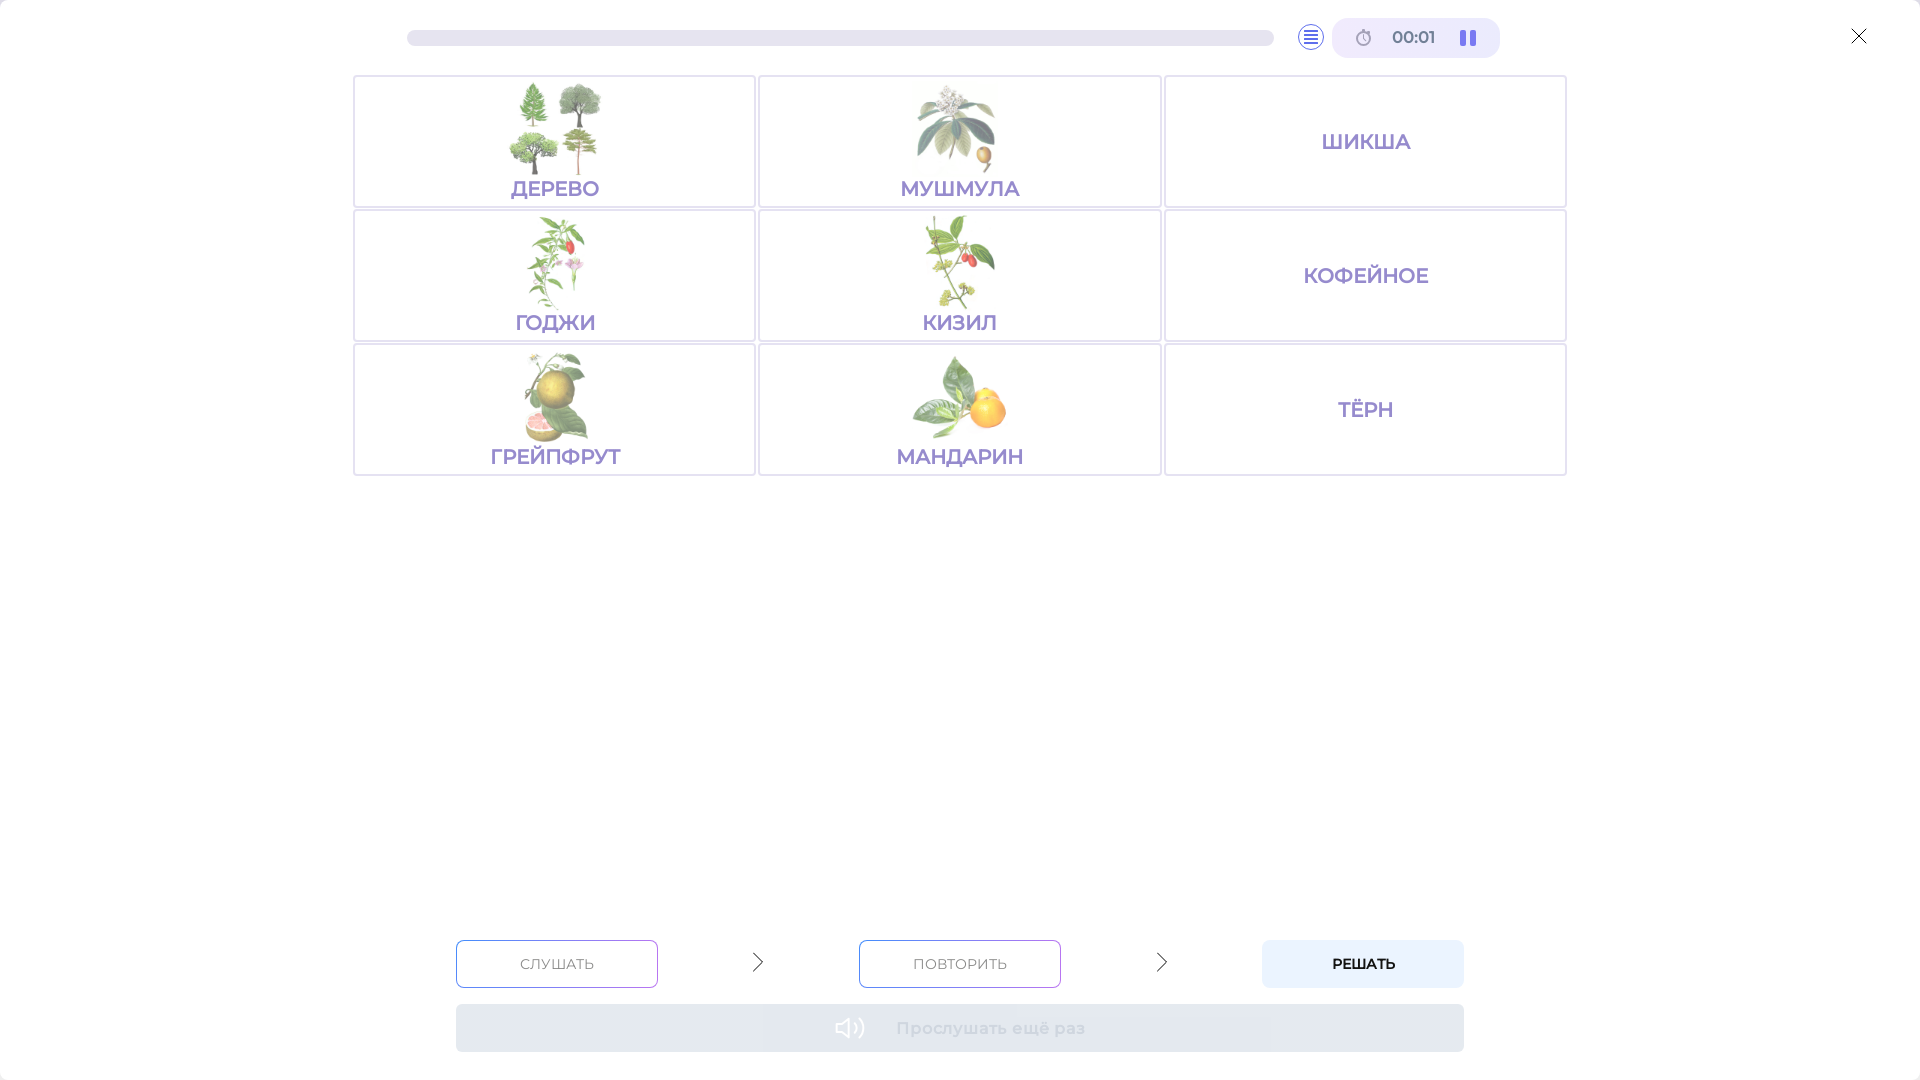 00:01
ДЕРЕВО
МУШМУЛА
ШИКША
ГОДЖИ
КИЗИЛ
КОФЕЙНОЕ
ГРЕЙПФРУТ
МАНДАРИН
ТЁРН
СЛУШАТЬ
ПОВТОРИТЬ
РЕШАТЬ
Прослушать ещё раз